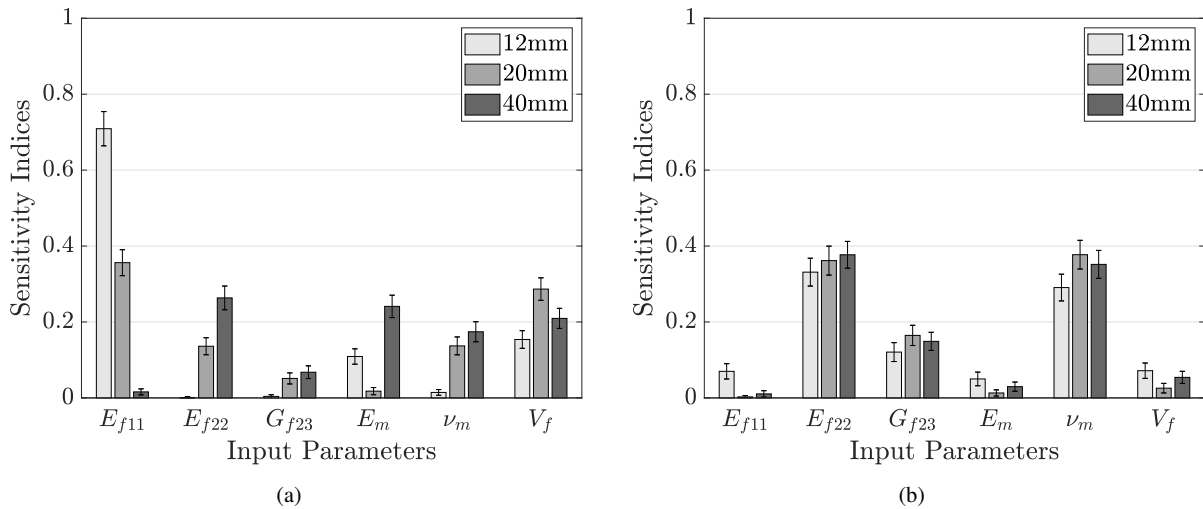 1
0.8
0.6
0.4
0.2
0
Sensitivity Indices
12mm
20mm
40mm
E_{f11} E_{f22} G_{f23} E_m ν_m V_f
Input Parameters
(a)
1
0.8
0.6
0.4
0.2
0
Sensitivity Indices
12mm
20mm
40mm
E_{f11} E_{f22} G_{f23} E_m ν_m V_f
Input Parameters
(b)